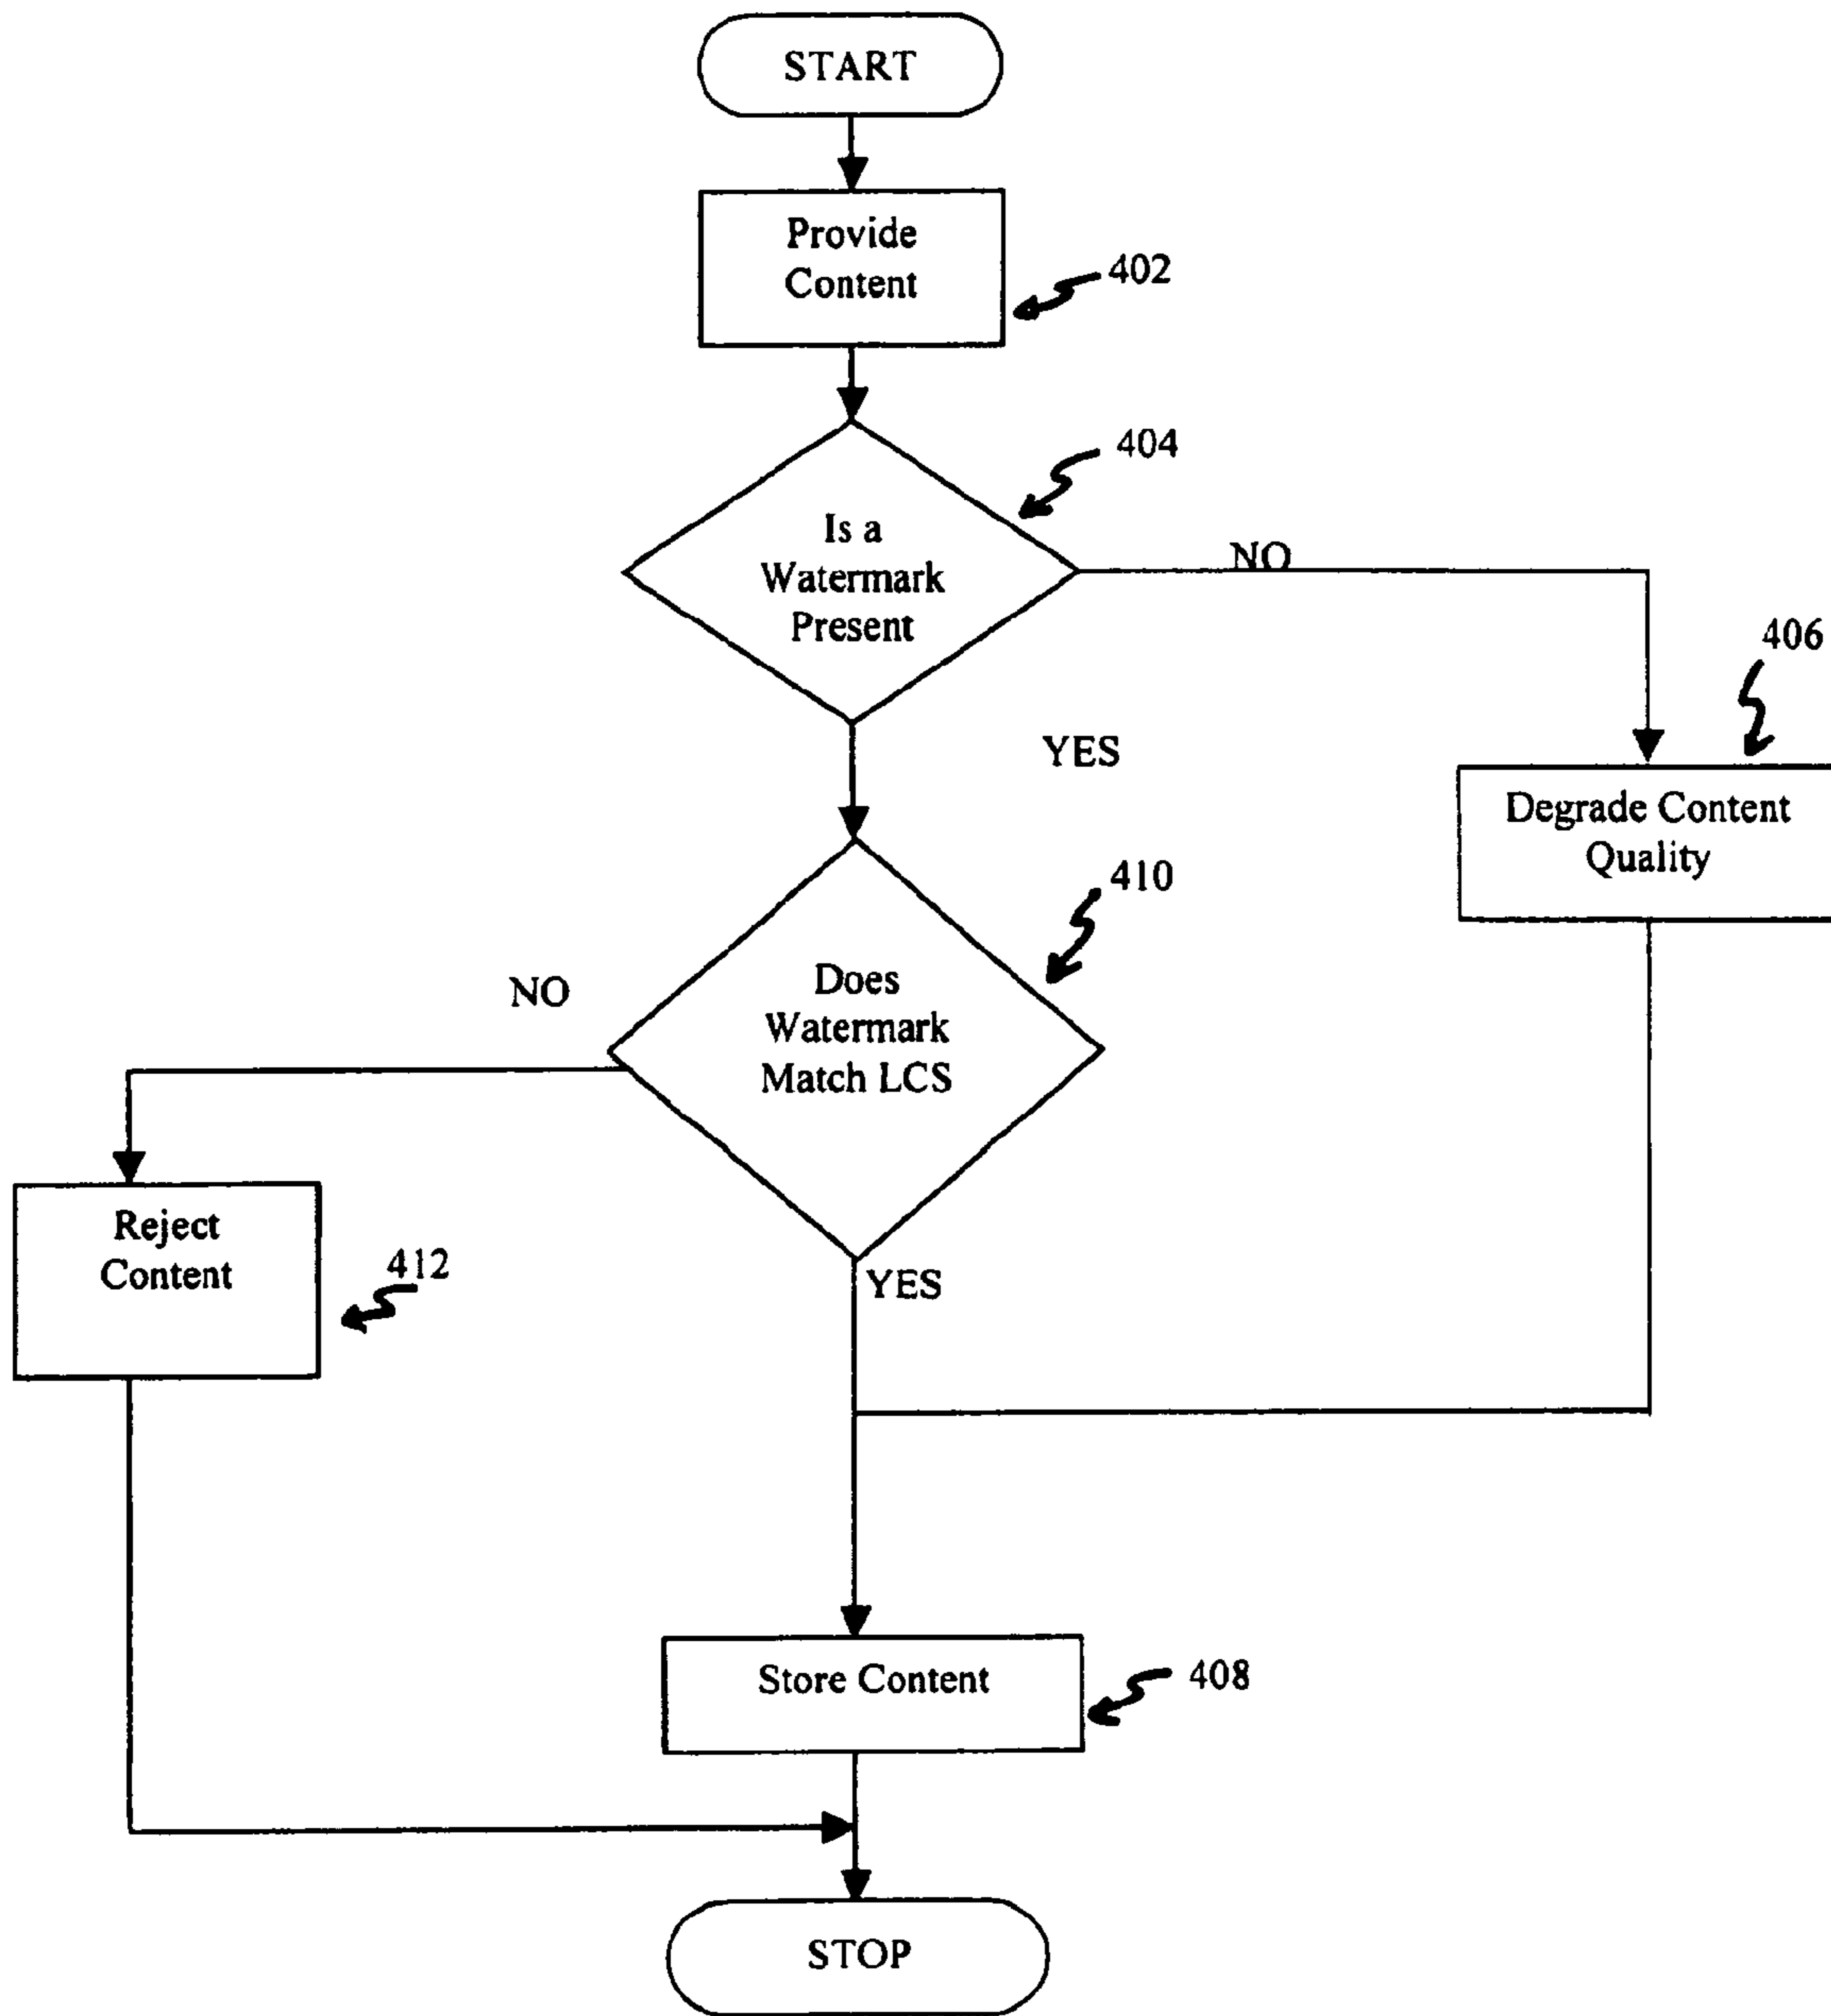 START
Provide
Content
402
404
Is a
Watermark
Present
NO
406
YES
Degrade Content
Quality
410
NO
Does
Watermark
Match LCS
Reject
Content
412
YES
Store Content
408
STOP